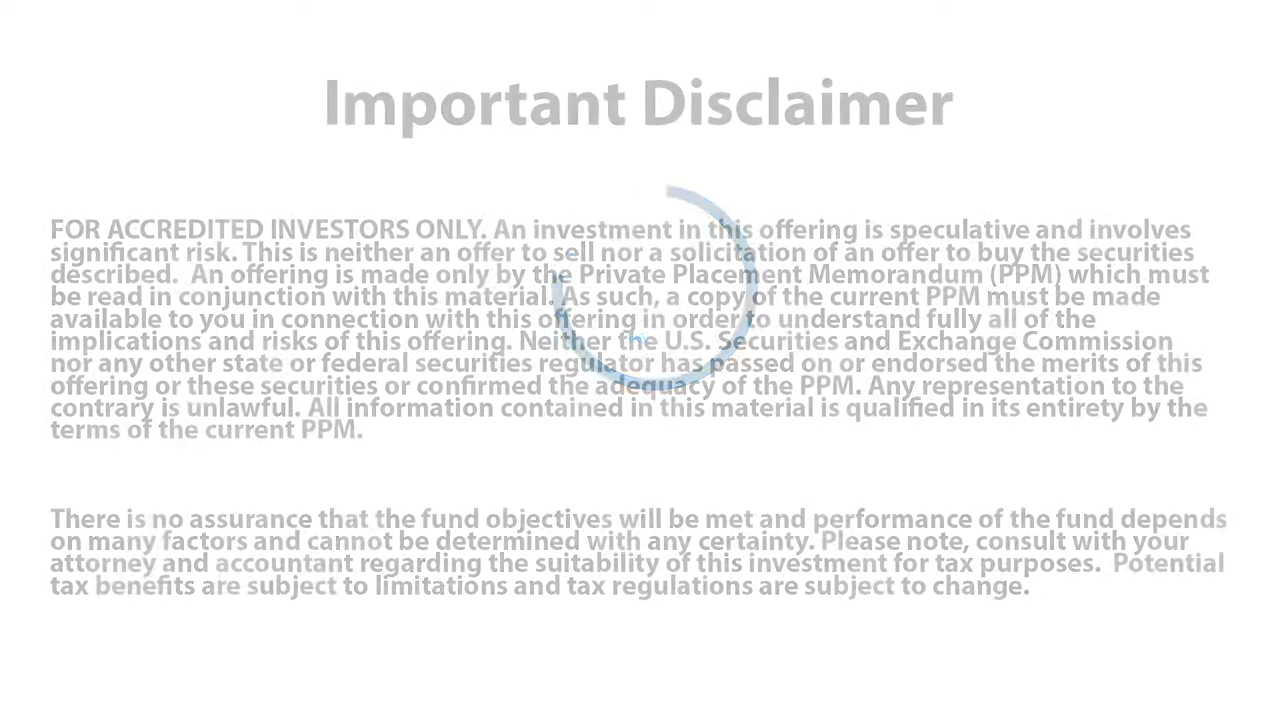 Important Disclaimer
FOR ACCREDITED INVESTORS ONLY. An investment in this offering is speculative and involves
significant risk. This is neither an offer to sell nor a solicitation of an offer to buy the securities
described.  An offering is made only by the Private Placement Memorandum (PPM) which must
be read in conjunction with this material. As such, a copy of the current PPM must be made
available to you in connection with this offering in order to understand fully all of the
implications and risks of this offering. Neither the U.S. Securities and Exchange Commission
nor any other state or federal securities regulator has passed on or endorsed the merits of this
offering or these securities or confirmed the adequacy of the PPM. Any representation to the
contrary is unlawful. All information contained in this material is qualified in its entirety by the
terms of the current PPM.
There is no assurance that the fund objectives will be met and performance of the fund depends
on many factors and cannot be determined with any certainty. Please note, consult with your
attorney and accountant regarding the suitability of this investment for tax purposes.  Potential
tax benefits are subject to limitations and tax regulations are subject to change.